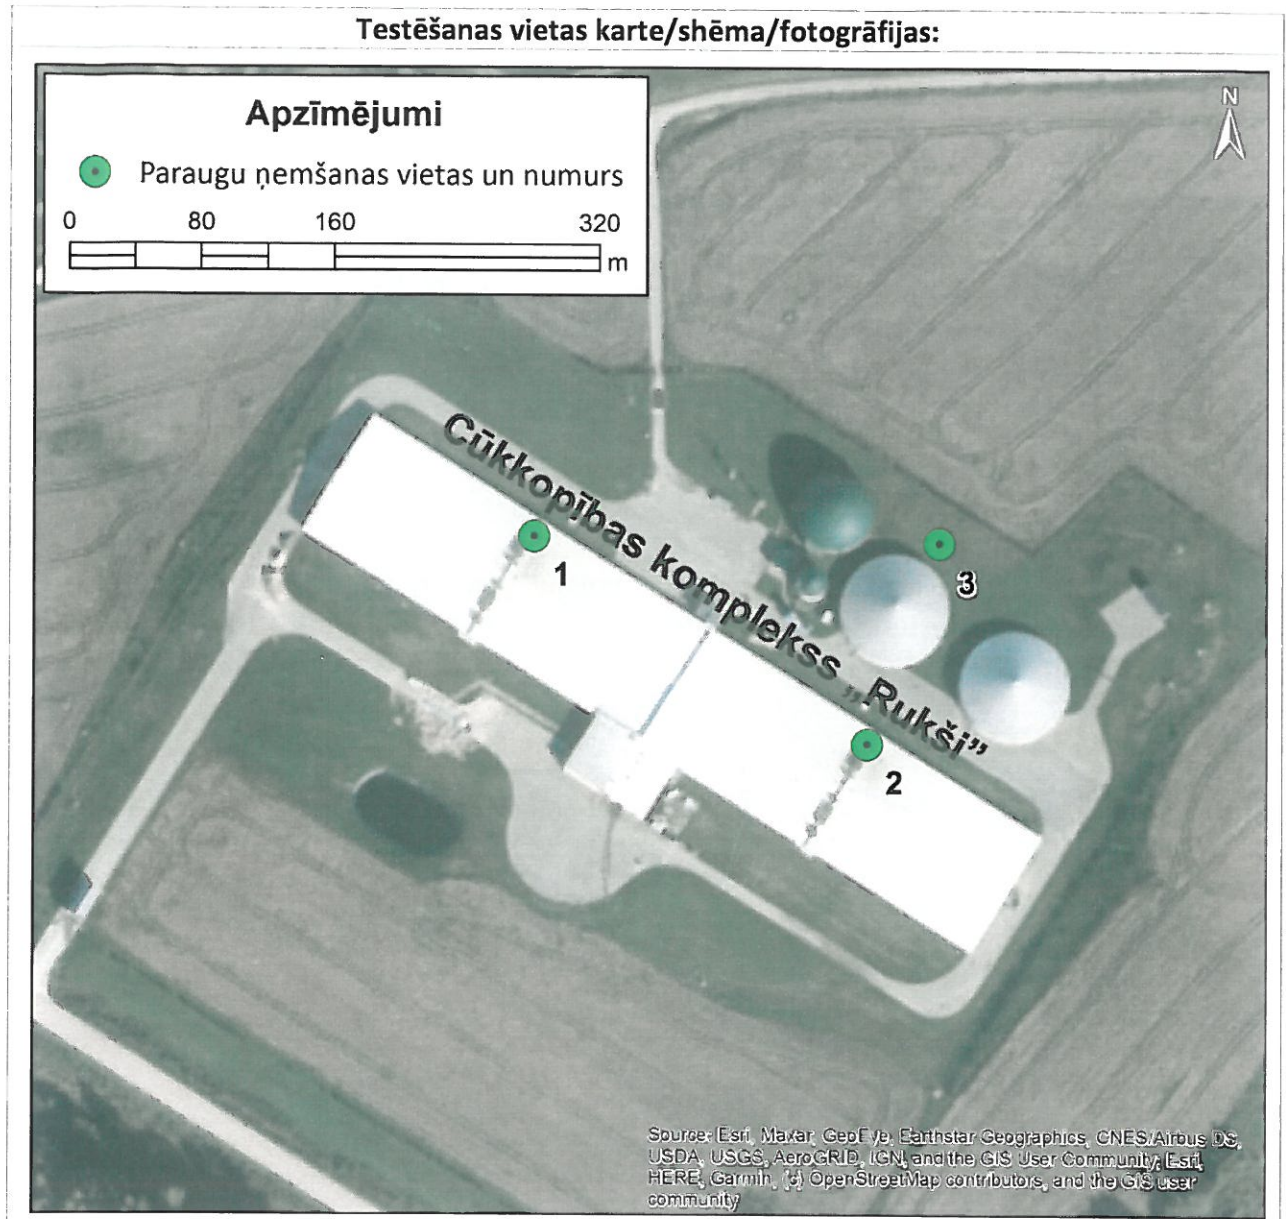 Testēšanas vietas karte/shēma/fotogrāfijas:
Apzīmējumi
Paraugu ņemšanas vietas un numurs
0 80 160 320
m
N
Cūkkopības komplekss „Rukši”
1
2
3
Source: Esri, Maxar, GeoEye, Earthstar Geographics, CNES/Airbus DS,
USDA, USGS, AeroGRID, IGN, and the GIS User Community, Esri,
HERE, Garmin, (c) OpenStreetMap contributors, and the GIS user
community